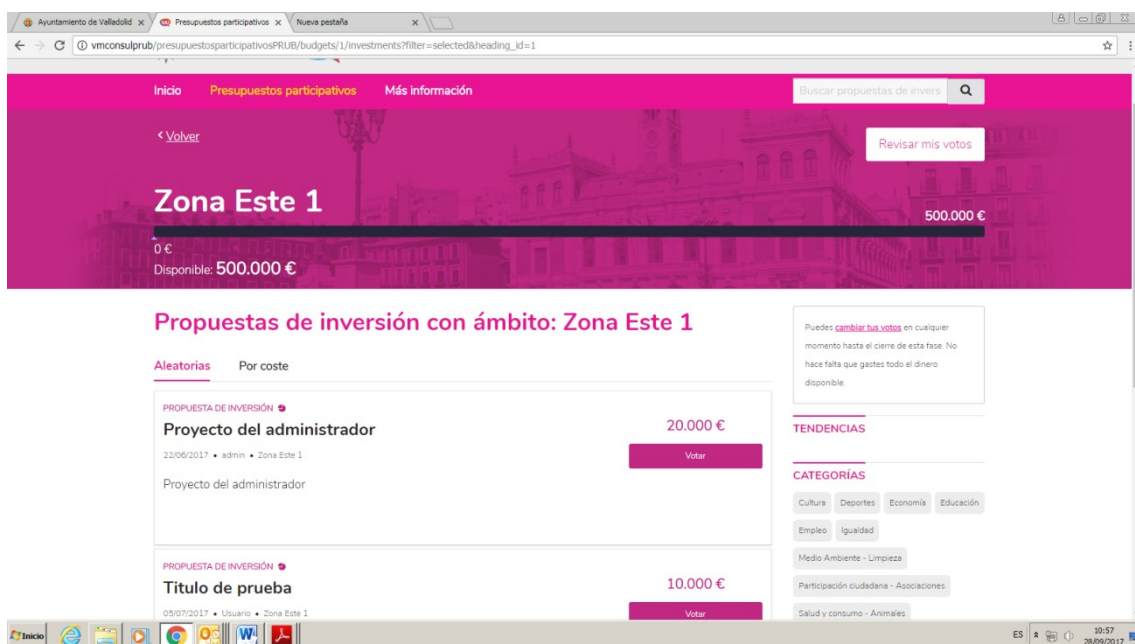 Ayuntamiento de Valladolid
Presupuestos participativos
Nueva pestaña
vmconsulprub/presupuestosparticipativosPRUB/budgets/1/investments?filter=selected&heading_id=1
Inicio Presupuestos participativos Más información
Buscar propuestas de invers
Volver
Revisar mis votos
Zona Este 1
500.000 €
0 €
Disponible: 500.000 €
Propuestas de inversión con ámbito: Zona Este 1
Aleatorias Por coste
PROPUESTA DE INVERSIÓN
Proyecto del administrador
20.000 €
22/06/2017 • admin • Zona Este 1
Votar
Proyecto del administrador
PROPUESTA DE INVERSIÓN
Titulo de prueba
10.000 €
05/07/2017 • Usuario • Zona Este 1
Votar
Puedes cambiar tus votos en cualquier
momento hasta el cierre de esta fase. No
hace falta que gastes todo el dinero
disponible.
TENDENCIAS
CATEGORÍAS
Cultura Deportes Economía Educación
Empleo Igualdad
Medio Ambiente - Limpieza
Participación ciudadana - Asociaciones
Salud y consumo - Animales
Inicio
ES
10:57
28/09/2017